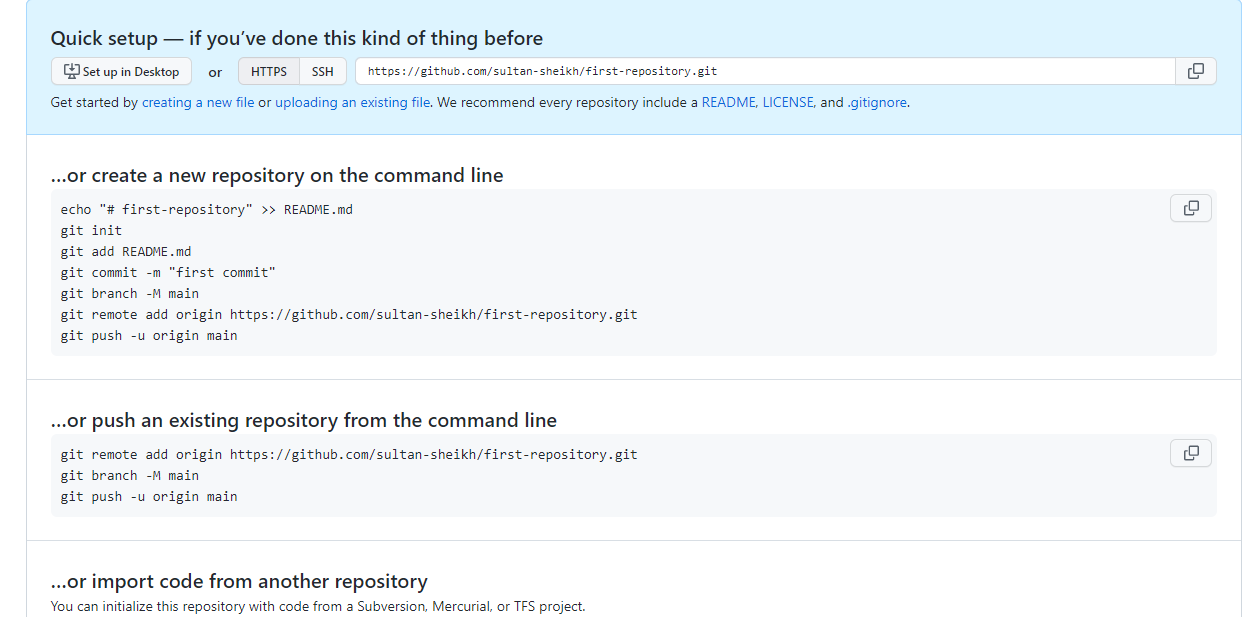 Quick setup — if you’ve done this kind of thing before
Set up in Desktop or HTTPS SSH https://github.com/sultan-sheikh/first-repository.git
Get started by creating a new file or uploading an existing file. We recommend every repository include a README, LICENSE, and .gitignore.
…or create a new repository on the command line
echo "# first-repository" >> README.md
git init
git add README.md
git commit -m "first commit"
git branch -M main
git remote add origin https://github.com/sultan-sheikh/first-repository.git
git push -u origin main
…or push an existing repository from the command line
git remote add origin https://github.com/sultan-sheikh/first-repository.git
git branch -M main
git push -u origin main
…or import code from another repository
You can initialize this repository with code from a Subversion, Mercurial, or TFS project.